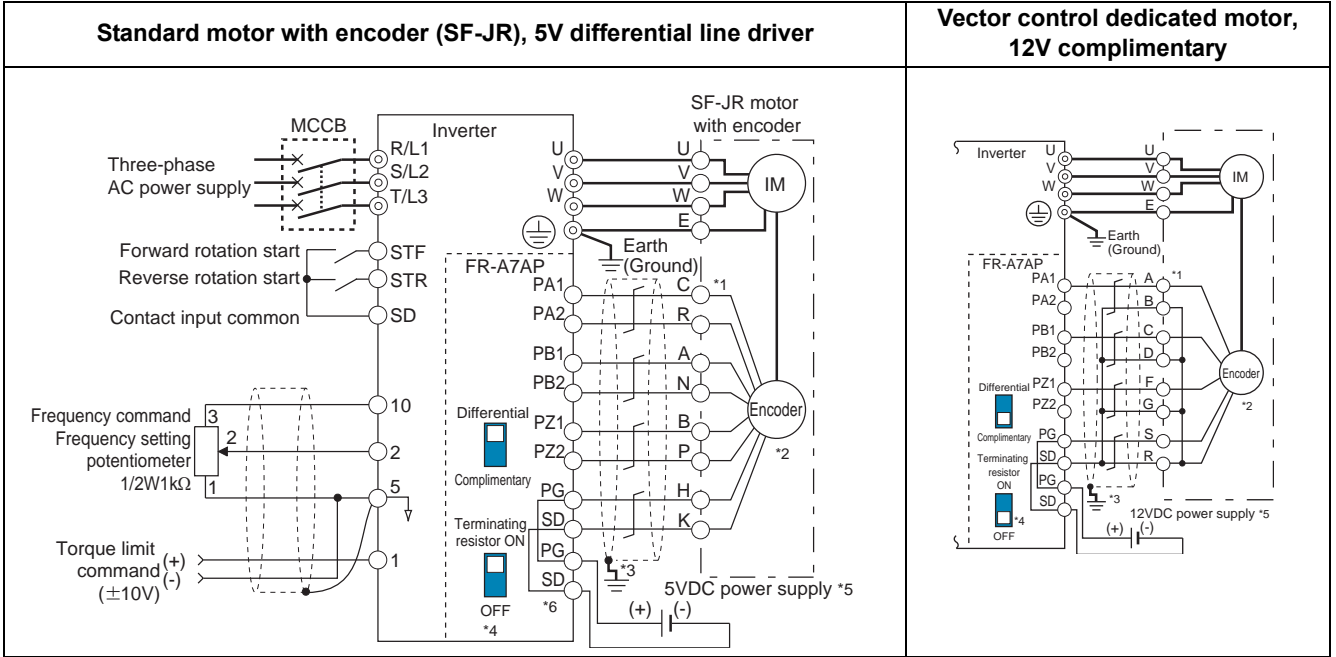 Standard motor with encoder (SF-JR), 5V differential line driver
Vector control dedicated motor,
12V complimentary
SF-JR motor
with encoder
MCCB
Inverter
Three-phase
AC power supply
R/L1
S/L2
T/L3
U
V
W
U
V
W
E
IM
Earth
(Ground)
Forward rotation start
Reverse rotation start
Contact input common
STF
STR
SD
FR-A7AP
PA1
PA2
PB1
PB2
PZ1
PZ2
PG
SD
PG
SD
C
R
A
N
B
P
H
K
*1
Encoder
*2
Differential
Complimentary
Terminating
resistor ON
OFF
*4
*6
*3
5VDC power supply *5
(+)
(-)
Frequency command
Frequency setting
potentiometer
1/2W1kΩ
3
2
1
10
2
5
1
Torque limit
command
(±10V)
(+)
(-)
Inverter
U
V
W
U
V
W
E
IM
Earth
(Ground)
FR-A7AP
PA1
PA2
PB1
PB2
PZ1
PZ2
PG
SD
PG
SD
A
B
C
D
F
G
S
R
*1
Encoder
*2
Differential
Complimentary
Terminating
resistor
ON
*4
OFF
*3
12VDC power supply *5
(+)
(-)